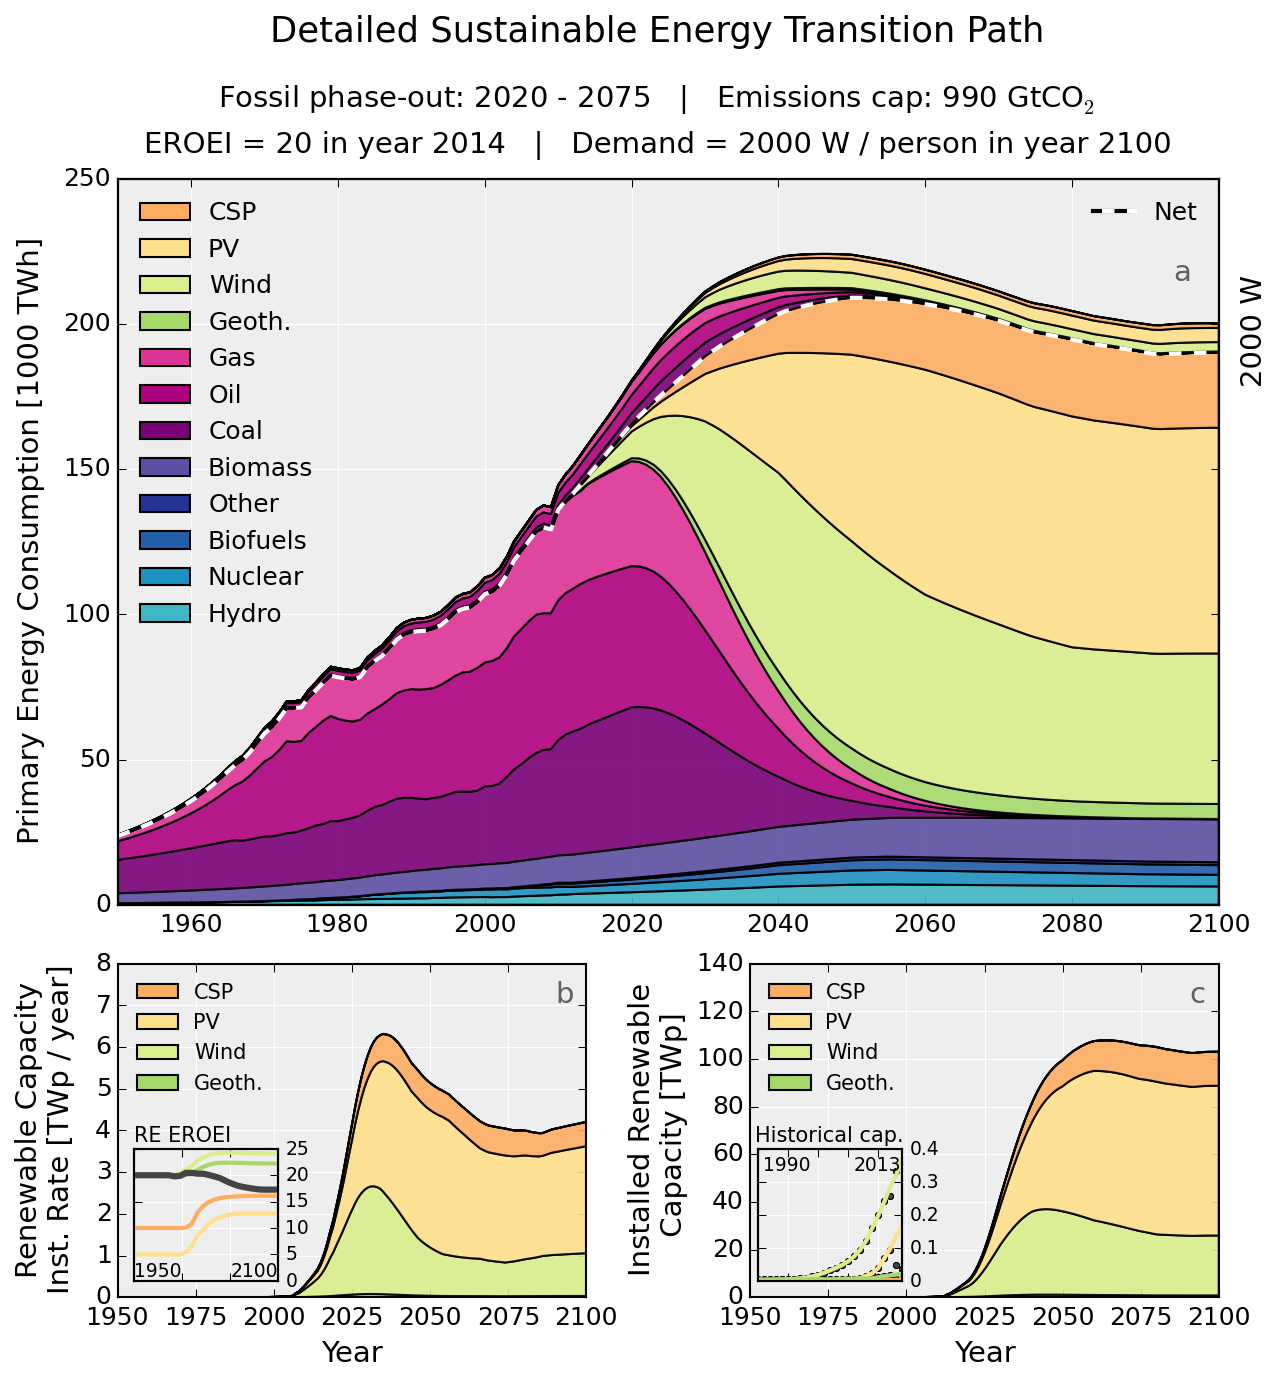 Detailed Sustainable Energy Transition Path
Fossil phase-out: 2020 - 2075 | Emissions cap: 990 GtCO₂
EROEI = 20 in year 2014 | Demand = 2000 W / person in year 2100
Primary Energy Consumption [1000 TWh]
250
200
150
100
50
0
CSP
PV
Wind
Geoth.
Gas
Oil
Coal
Biomass
Other
Biofuels
Nuclear
Hydro
Net
a
2000 W
1960 1980 2000 2020 2040 2060 2080 2100
Renewable Capacity
Inst. Rate [TWp / year]
8
7
6
5
4
3
2
1
0
CSP
PV
Wind
Geoth.
b
RE EROEI
25
20
15
10
5
0
1950 2100
1950 1975 2000 2025 2050 2075 2100
Year
Installed Renewable
Capacity [TWp]
140
120
100
80
60
40
20
0
CSP
PV
Wind
Geoth.
c
Historical cap.
1990 2013
0.4
0.3
0.2
0.1
0
1950 1975 2000 2025 2050 2075 2100
Year